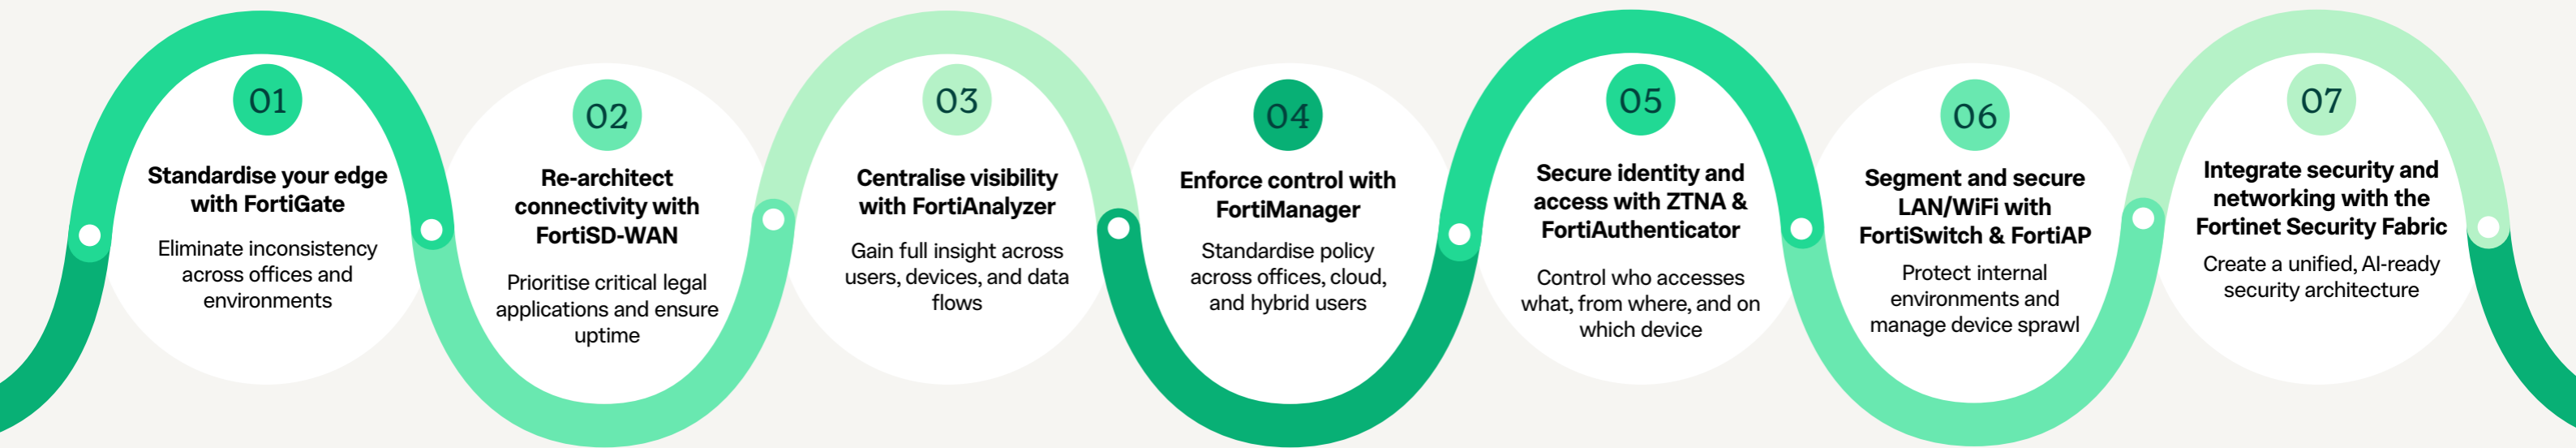 01
Standardise your edge
with FortiGate
Eliminate inconsistency
across offices and
environments
02
Re-architect
connectivity with
FortiSD-WAN
Prioritise critical legal
applications and ensure
uptime
03
Centralise visibility
with FortiAnalyzer
Gain full insight across
users, devices, and data
flows
04
Enforce control with
FortiManager
Standardise policy
across offices, cloud,
and hybrid users
05
Secure identity and
access with ZTNA &
FortiAuthenticator
Control who accesses
what, from where, and on
which device
06
Segment and secure
LAN/WiFi with
FortiSwitch & FortiAP
Protect internal
environments and
manage device sprawl
07
Integrate security and
networking with the
Fortinet Security Fabric
Create a unified, AI-ready
security architecture